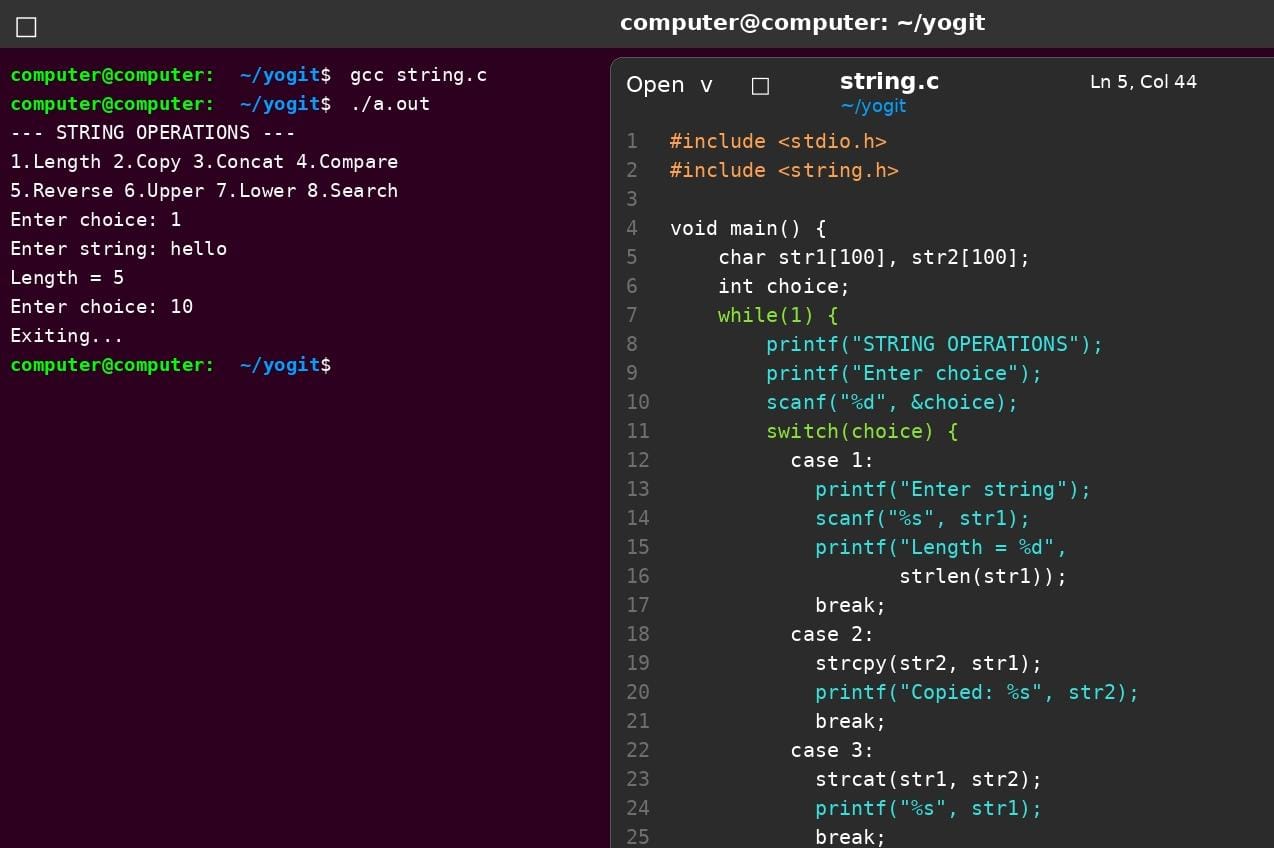 computer@computer: ~/yogit
computer@computer: ~/yogit$ gcc string.c
computer@computer: ~/yogit$ ./a.out
--- STRING OPERATIONS ---
1.Length 2.Copy 3.Concat 4.Compare
5.Reverse 6.Upper 7.Lower 8.Search
Enter choice: 1
Enter string: hello
Length = 5
Enter choice: 10
Exiting...
computer@computer: ~/yogit$
Open v string.c Ln 5, Col 44
~/yogit
1 #include <stdio.h>
2 #include <string.h>
3
4 void main() {
5     char str1[100], str2[100];
6     int choice;
7     while(1) {
8         printf("STRING OPERATIONS");
9         printf("Enter choice");
10         scanf("%d", &choice);
11         switch(choice) {
12           case 1:
13             printf("Enter string");
14             scanf("%s", str1);
15             printf("Length = %d",
16                    strlen(str1));
17             break;
18           case 2:
19             strcpy(str2, str1);
20             printf("Copied: %s", str2);
21             break;
22           case 3:
23             strcat(str1, str2);
24             printf("%s", str1);
25             break;